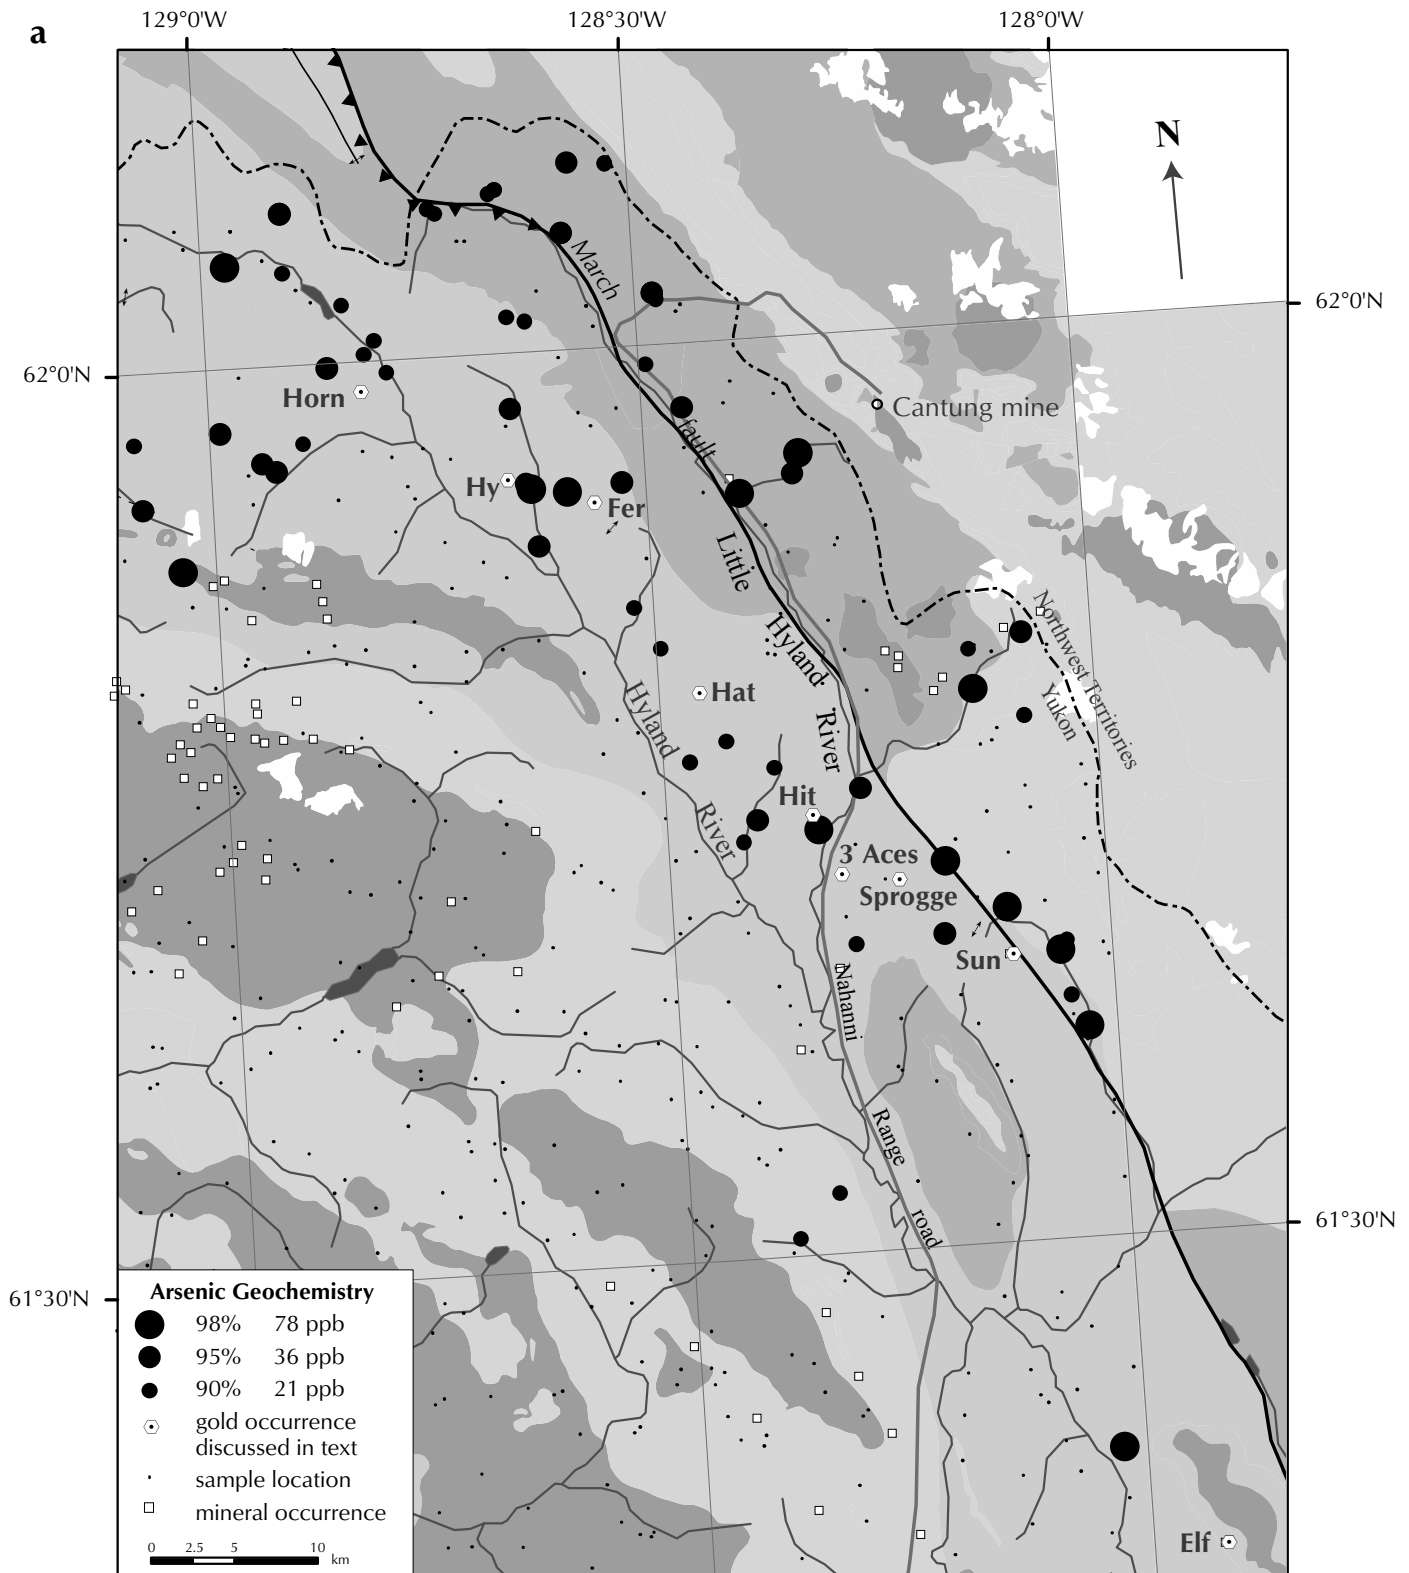 a
129°0'W
128°30'W
128°0'W
N
62°0'N
62°0'N
March
fault
Cantung mine
Horn
Hy
Fer
Little
Hyland
River
Northwest Territories
Yukon
Hat
Hyland
River
Hit
3 Aces
Sprogge
Sun
Nahanni
Range
road
61°30'N
61°30'N
Arsenic Geochemistry
98% 78 ppb
95% 36 ppb
90% 21 ppb
gold occurrence
discussed in text
sample location
mineral occurrence
0 2.5 5 10
km
Elf